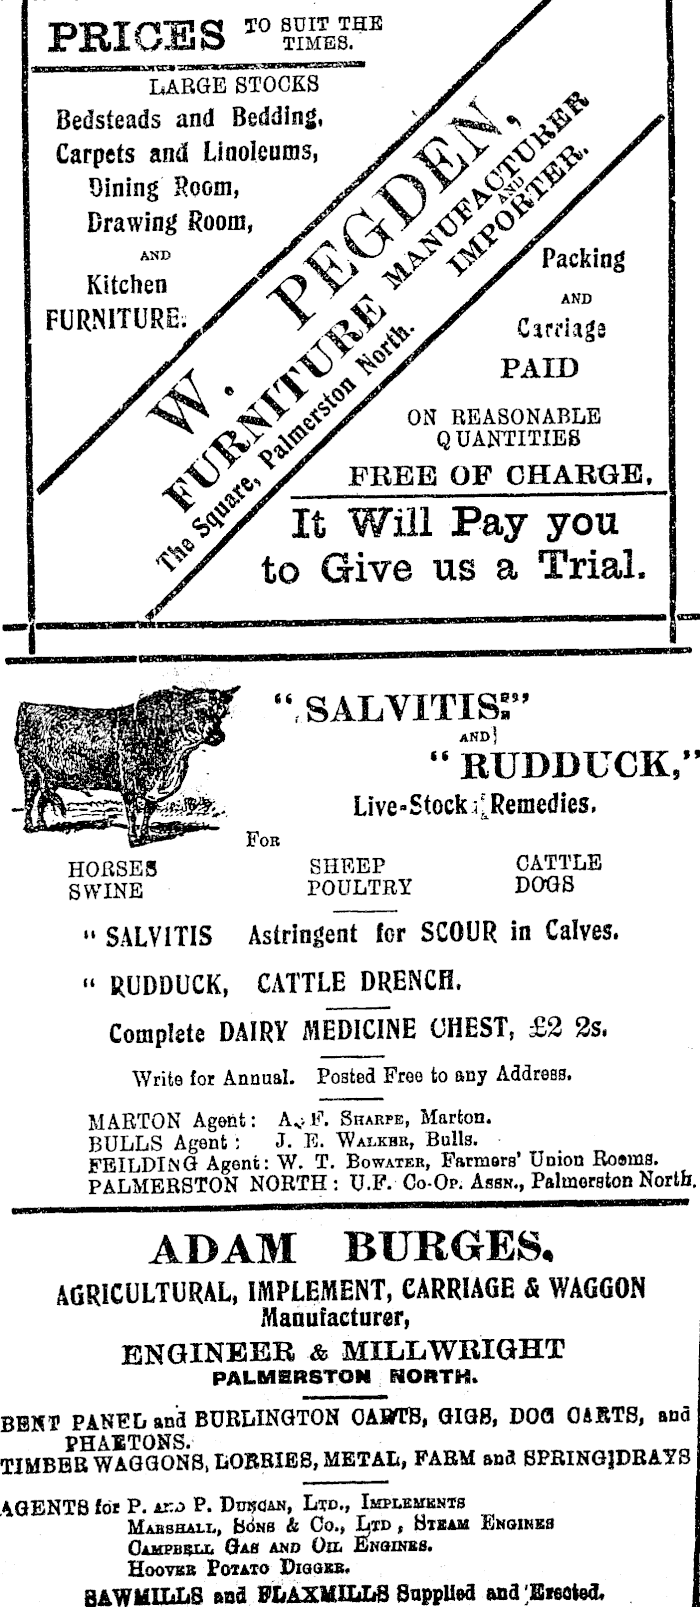 PRICES TO SUIT THE
TIMES.
LARGE STOCKS
Bedsteads and Bedding,
Carpets and Linoleums,
Dining Room,
Drawing Room,
AND
Kitchen
FURNITURE.
W. PEGDEN,
FURNITURE MANUFACTURER
AND
IMPORTER.
The Square, Palmerston North.
Packing
AND
Carriage
PAID
ON REASONABLE
QUANTITIES
FREE OF CHARGE.
It Will Pay you
to Give us a Trial.
"SALVITIS"
AND
"RUDDUCK,"
Live-Stock Remedies.
FOR
HORSES SHEEP CATTLE
SWINE POULTRY DOGS
"SALVITIS Astringent for SCOUR in Calves.
"RUDDUCK, CATTLE DRENCH.
Complete DAIRY MEDICINE CHEST, £2 2s.
Write for Annual. Posted Free to any Address.
MARTON Agent: A. F. SHARPE, Marton.
BULLS Agent: J. E. WALKER, Bulls.
FEILDING Agent: W. T. BOWATER, Farmers' Union Rooms.
PALMERSTON NORTH: U.F. CO-OP. ASSN., Palmerston North.
ADAM BURGES.
AGRICULTURAL, IMPLEMENT, CARRIAGE & WAGGON
Manufacturer,
ENGINEER & MILLWRIGHT
PALMERSTON NORTH.
BENT PANEL and BURLINGTON CARTS, GIGS, DOG CARTS, and
PHAETONS.
TIMBER WAGGONS, LORRIES, METAL, FARM and SPRING DRAYS
AGENTS for P. AND P. DUNCAN, LTD., IMPLEMENTS
MARSHALL, SONS & CO., LTD, STEAM ENGINES
CAMPBELL GAS AND OIL ENGINES.
HOOVER POTATO DIGGER.
SAWMILLS and FLAXMILLS Supplied and Erected.